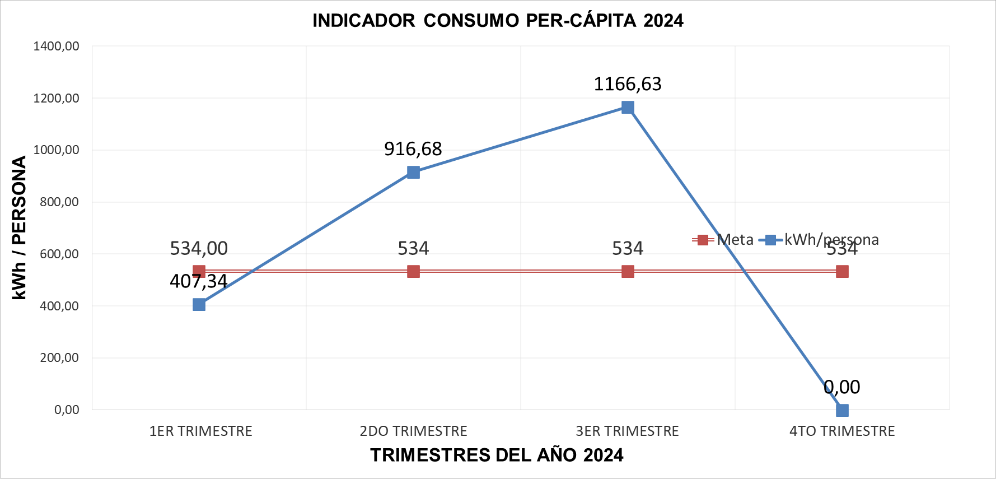 INDICADOR CONSUMO PER-CÁPITA 2024
1400,00
1200,00
1000,00
800,00
600,00
400,00
200,00
0,00
kWh / PERSONA
1166,63
916,68
534,00
534
534
534
407,34
0,00
Meta
kWh/persona
1ER TRIMESTRE
2DO TRIMESTRE
3ER TRIMESTRE
4TO TRIMESTRE
TRIMESTRES DEL AÑO 2024